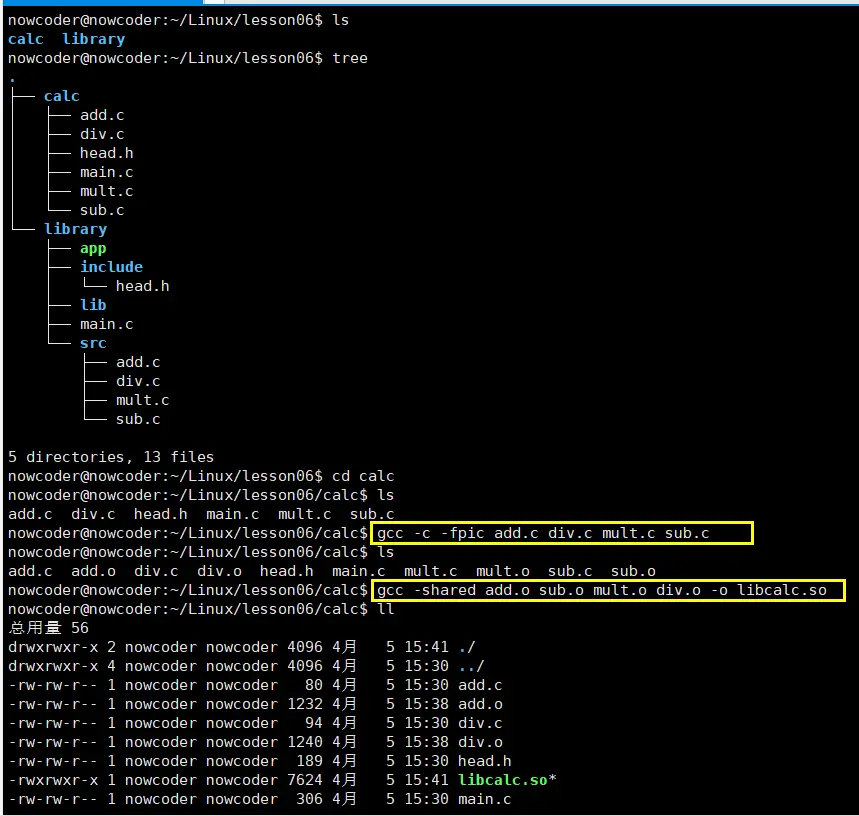 nowcoder@nowcoder:~/Linux/lesson06$ ls
calc  library
nowcoder@nowcoder:~/Linux/lesson06$ tree
.
├── calc
│   ├── add.c
│   ├── div.c
│   ├── head.h
│   ├── main.c
│   ├── mult.c
│   └── sub.c
└── library
    ├── app
    ├── include
    │   └── head.h
    ├── lib
    ├── main.c
    └── src
        ├── add.c
        ├── div.c
        ├── mult.c
        └── sub.c
5 directories, 13 files
nowcoder@nowcoder:~/Linux/lesson06$ cd calc
nowcoder@nowcoder:~/Linux/lesson06/calc$ ls
add.c  div.c  head.h  main.c  mult.c  sub.c
nowcoder@nowcoder:~/Linux/lesson06/calc$ gcc -c -fpic add.c div.c mult.c sub.c
nowcoder@nowcoder:~/Linux/lesson06/calc$ ls
add.c  add.o  div.c  div.o  head.h  main.c  mult.c  mult.o  sub.c  sub.o
nowcoder@nowcoder:~/Linux/lesson06/calc$ gcc -shared add.o sub.o mult.o div.o -o libcalc.so
nowcoder@nowcoder:~/Linux/lesson06/calc$ ll
总用量 56
drwxrwxr-x 2 nowcoder nowcoder 4096 4月   5 15:41 ./
drwxrwxr-x 4 nowcoder nowcoder 4096 4月   5 15:30 ../
-rw-rw-r-- 1 nowcoder nowcoder   80 4月   5 15:30 add.c
-rw-rw-r-- 1 nowcoder nowcoder 1232 4月   5 15:38 add.o
-rw-rw-r-- 1 nowcoder nowcoder   94 4月   5 15:30 div.c
-rw-rw-r-- 1 nowcoder nowcoder 1240 4月   5 15:38 div.o
-rw-rw-r-- 1 nowcoder nowcoder  189 4月   5 15:30 head.h
-rwxrwxr-x 1 nowcoder nowcoder 7624 4月   5 15:41 libcalc.so*
-rw-rw-r-- 1 nowcoder nowcoder  306 4月   5 15:30 main.c